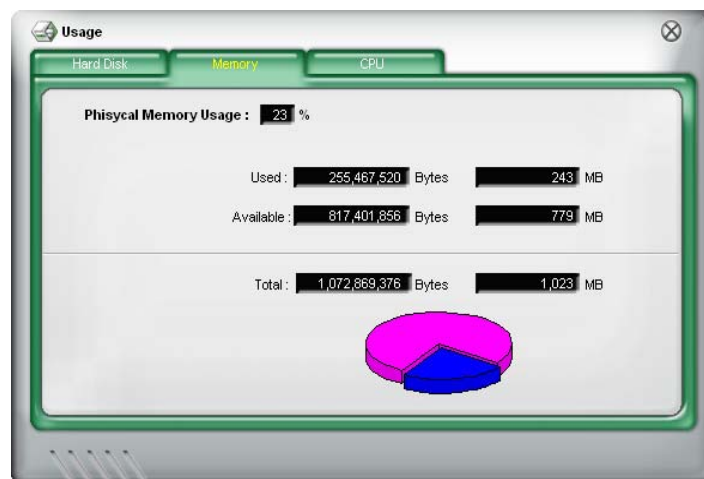 Usage
Hard Disk Memory CPU
Phisycal Memory Usage : 23 %
Used : 255,467,520 Bytes 243 MB
Available : 817,401,856 Bytes 779 MB
Total : 1,072,869,376 Bytes 1,023 MB